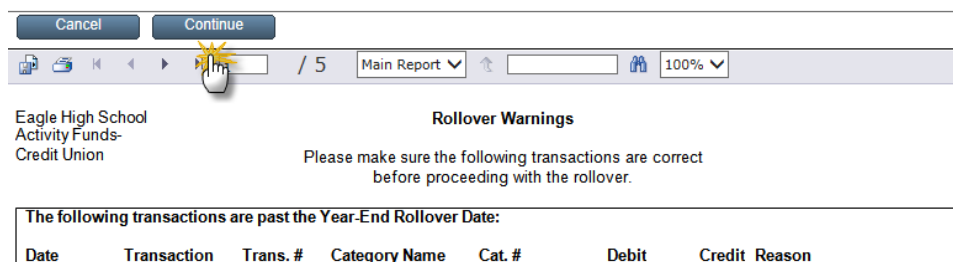 Cancel Continue
/ 5 Main Report 100%
Eagle High School
Activity Funds-
Credit Union
Rollover Warnings
Please make sure the following transactions are correct
before proceeding with the rollover.
The following transactions are past the Year-End Rollover Date:
Date Transaction Trans. # Category Name Cat. # Debit Credit Reason